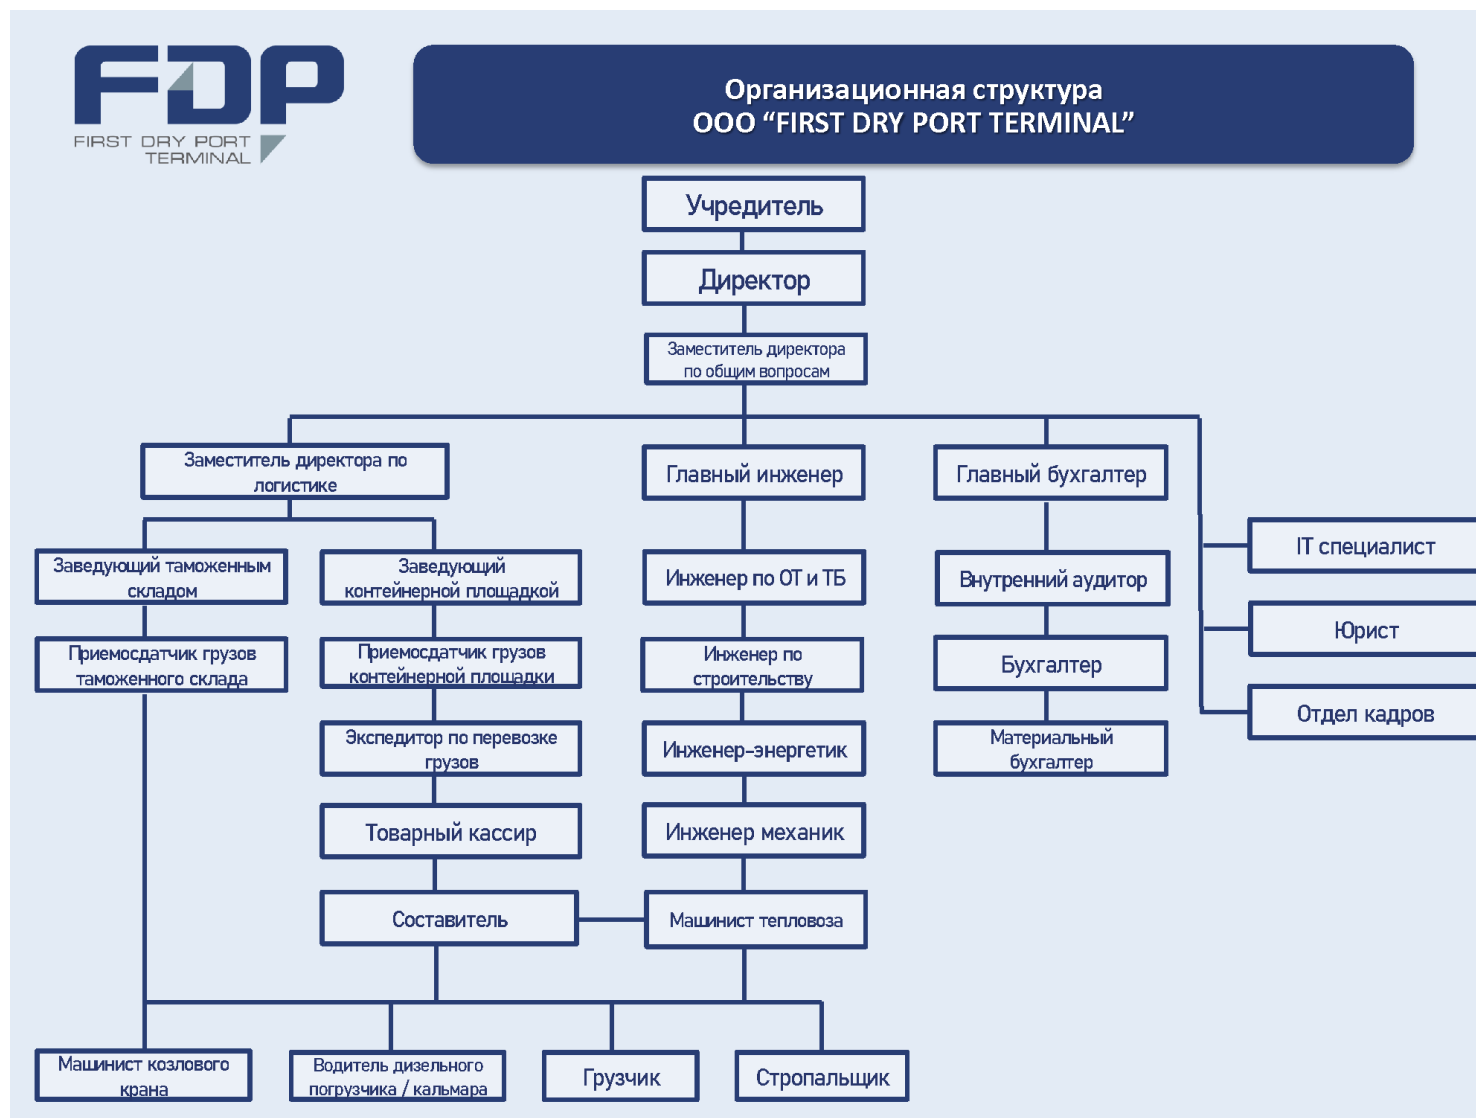 FDP
FIRST DRY PORT
TERMINAL
Организационная структура
ООО “FIRST DRY PORT TERMINAL”
Учредитель
Директор
Заместитель директора
по общим вопросам
Заместитель директора по
логистике
Главный инженер
Главный бухгалтер
IT специалист
Заведующий таможенным
складом
Заведующий
контейнерной площадкой
Инженер по ОТ и ТБ
Внутренний аудитор
Юрист
Приемосдатчик грузов
таможенного склада
Приемосдатчик грузов
контейнерной площадки
Инженер по
строительству
Бухгалтер
Отдел кадров
Экспедитор по перевозке
грузов
Инженер-энергетик
Материальный
бухгалтер
Товарный кассир
Инженер механик
Составитель
Машинист тепловоза
Машинист козлового
крана
Водитель дизельного
погрузчика / кальмара
Грузчик
Стропальщик